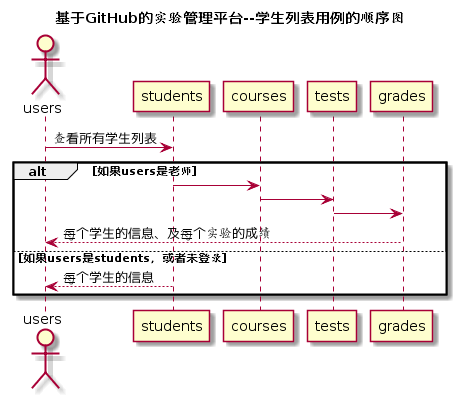 基于GitHub的实验管理平台--学生列表用例的顺序图
users
students courses tests grades
查看所有学生列表
alt [如果users是老师]
每个学生的信息、及每个实验的成绩
[如果users是students，或者未登录]
每个学生的信息
users
students courses tests grades